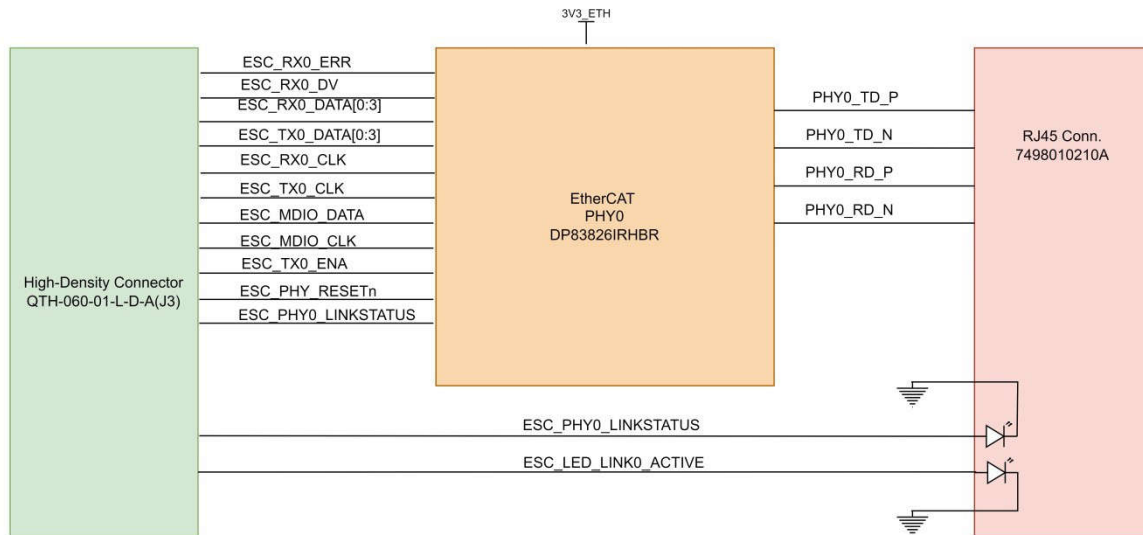 3V3_ETH
ESC_RX0_ERR
ESC_RX0_DV
ESC_RX0_DATA[0:3]
ESC_TX0_DATA[0:3]
ESC_RX0_CLK
ESC_TX0_CLK
ESC_MDIO_DATA
ESC_MDIO_CLK
ESC_TX0_ENA
ESC_PHY_RESETn
ESC_PHY0_LINKSTATUS
High-Density Connector
QTH-060-01-L-D-A(J3)
EtherCAT
PHY0
DP83826IRHBR
PHY0_TD_P
PHY0_TD_N
PHY0_RD_P
PHY0_RD_N
RJ45 Conn.
7498010210A
ESC_PHY0_LINKSTATUS
ESC_LED_LINK0_ACTIVE